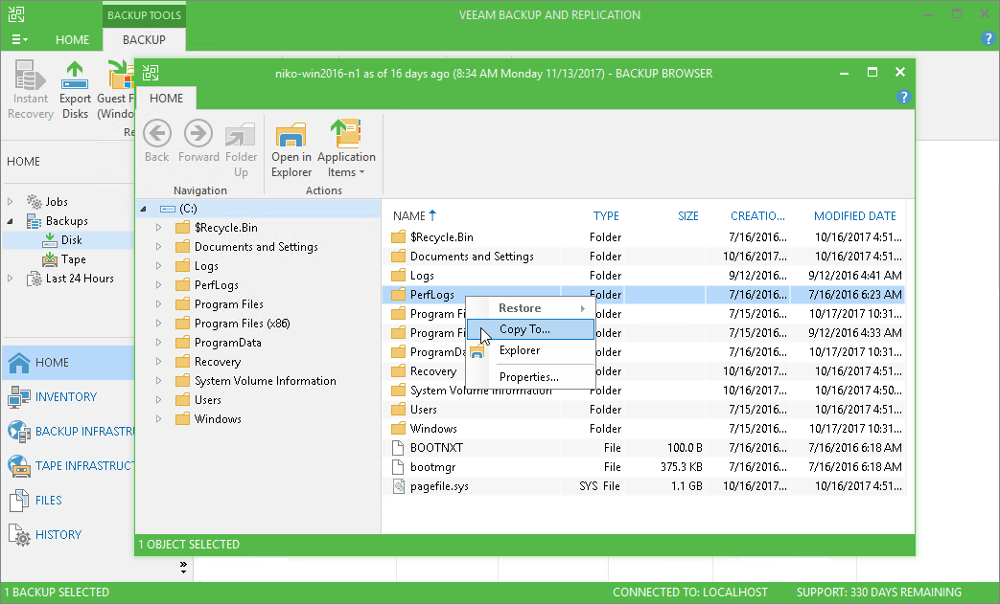 BACKUP TOOLS
VEEAM BACKUP AND REPLICATION
HOME
BACKUP
?
Instant Recovery
Export Disks
Guest F
(Windo
Re
niko-win2016-n1 as of 16 days ago (8:34 AM Monday 11/13/2017) - BACKUP BROWSER
HOME
?
Back
Forward
Folder Up
Open in Explorer
Application Items
Navigation
Actions
HOME
Jobs
Backups
Disk
Tape
Last 24 Hours
HOME
INVENTORY
BACKUP INFRASTRU
TAPE INFRASTRUCT
FILES
HISTORY
(C:)
$Recycle.Bin
Documents and Settings
Logs
PerfLogs
Program Files
Program Files (x86)
ProgramData
Recovery
System Volume Information
Users
Windows
NAME TYPE SIZE CREATIO... MODIFIED DATE
$Recycle.Bin Folder 7/16/2016... 10/16/2017 4:51...
Documents and Settings Folder 10/16/2017... 10/16/2017 4:51...
Logs Folder 9/12/2016... 9/12/2016 4:41 AM
PerfLogs Folder 7/16/2016... 7/16/2016 6:23 AM
Program Fi 7/15/2016... 10/17/2017 10:31...
Program Fi 7/16/2016... 9/12/2016 4:33 AM
ProgramDa 7/16/2016... 10/16/2017 4:51...
Recovery 10/16/2017... 10/16/2017 4:51...
System Volume Information Folder 10/16/2017... 10/16/2017 4:50...
Users Folder 7/15/2016... 10/16/2017 4:51...
Windows Folder 7/15/2016... 10/17/2017 10:31...
BOOTNXT File 100.0 B 7/16/2016... 7/16/2016 6:18 AM
bootmgr File 375.3 KB 7/16/2016... 7/16/2016 6:18 AM
pagefile.sys SYS File 1.1 GB 10/16/2017... 10/16/2017 4:51...
Restore
Copy To...
Explorer
Properties...
1 OBJECT SELECTED
1 BACKUP SELECTED
CONNECTED TO: LOCALHOST
SUPPORT: 330 DAYS REMAINING